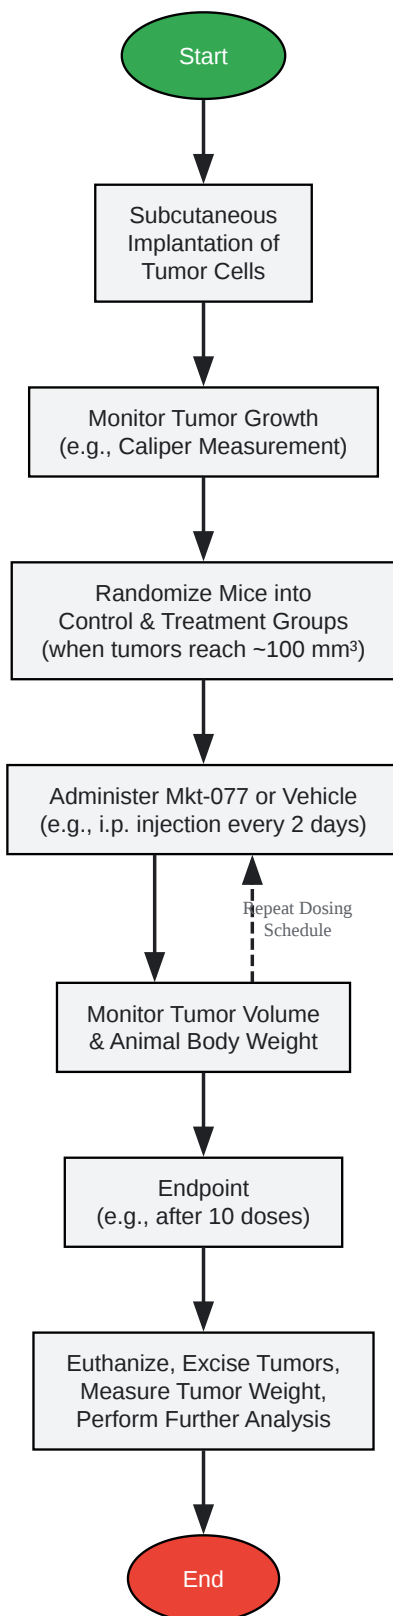 Start
Subcutaneous
Implantation of
Tumor Cells
Monitor Tumor Growth
(e.g., Caliper Measurement)
Randomize Mice into
Control & Treatment Groups
(when tumors reach ~100 mm³)
Administer Mkt-077 or Vehicle
(e.g., i.p. injection every 2 days)
Repeat Dosing
Schedule
Monitor Tumor Volume
& Animal Body Weight
Endpoint
(e.g., after 10 doses)
Euthanize, Excise Tumors,
Measure Tumor Weight,
Perform Further Analysis
End